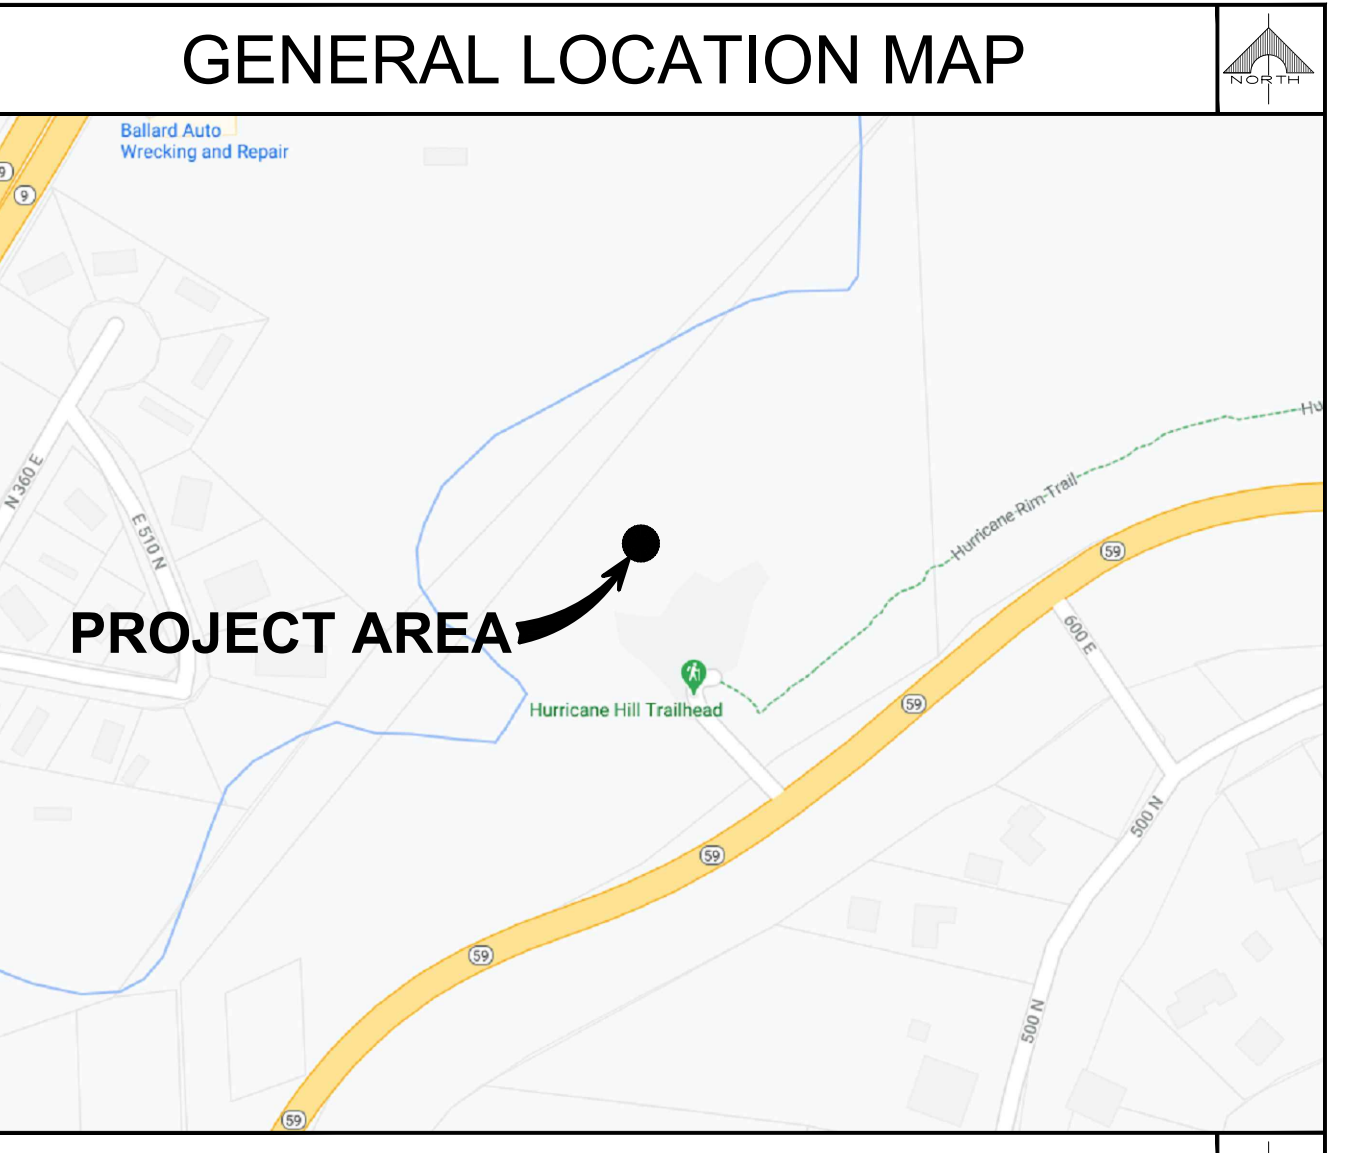 GENERAL LOCATION MAP
NORTH
Ballard Auto
Wrecking and Repair
9
9
Hu
N 360 E
Hurricane Rim Trail
E 510 N
59
PROJECT AREA
600 E
Hurricane Hill Trailhead
59
500 N
59
59
500 N
59